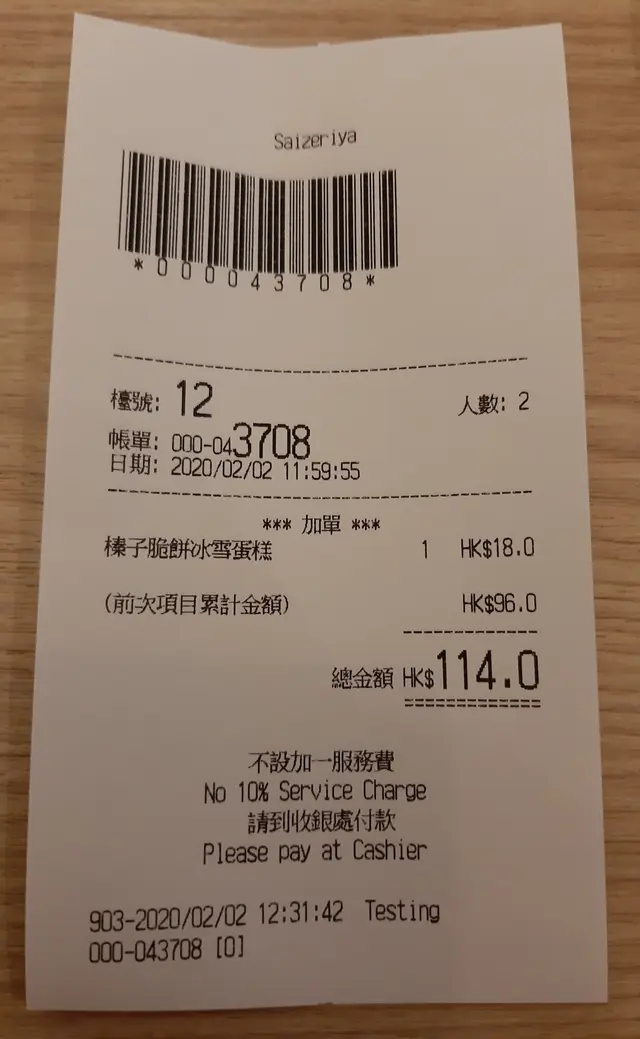 Saizeriya
*000043708*
檯號: 12 人數: 2
帳單: 000-043708
日期: 2020/02/02 11:59:55
*** 加單 ***
榛子脆餅冰雪蛋糕 1 HK$18.0
(前次項目累計金額) HK$96.0
總金額 HK$114.0
不設加一服務費
No 10% Service Charge
請到收銀處付款
Please pay at Cashier
903-2020/02/02 12:31:42 Testing
000-043708 [0]